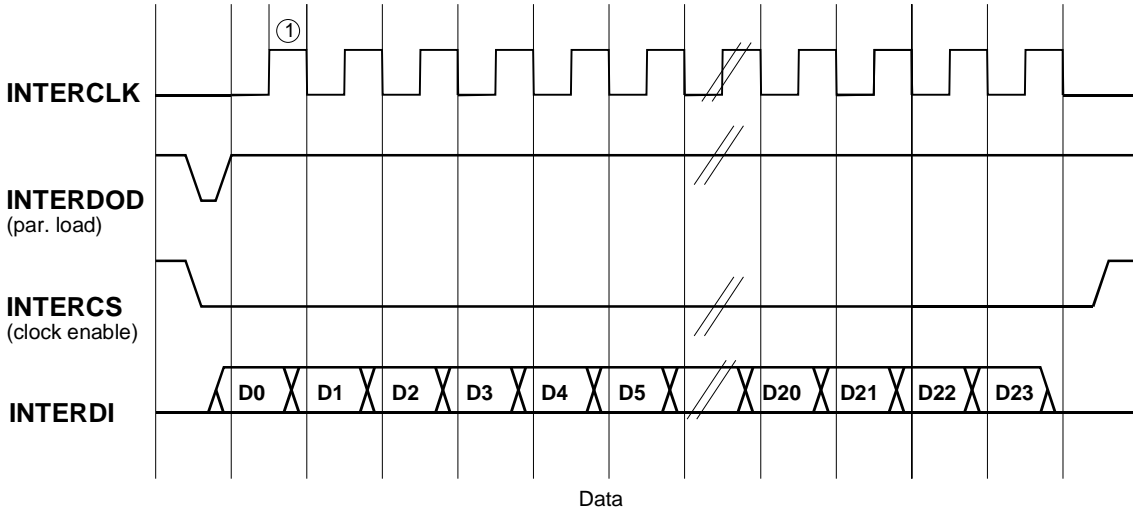 ①
INTERCLK
INTERDOD
(par. load)
INTERCS
(clock enable)
INTERDI
D0 D1 D2 D3 D4 D5 D20 D21 D22 D23
Data